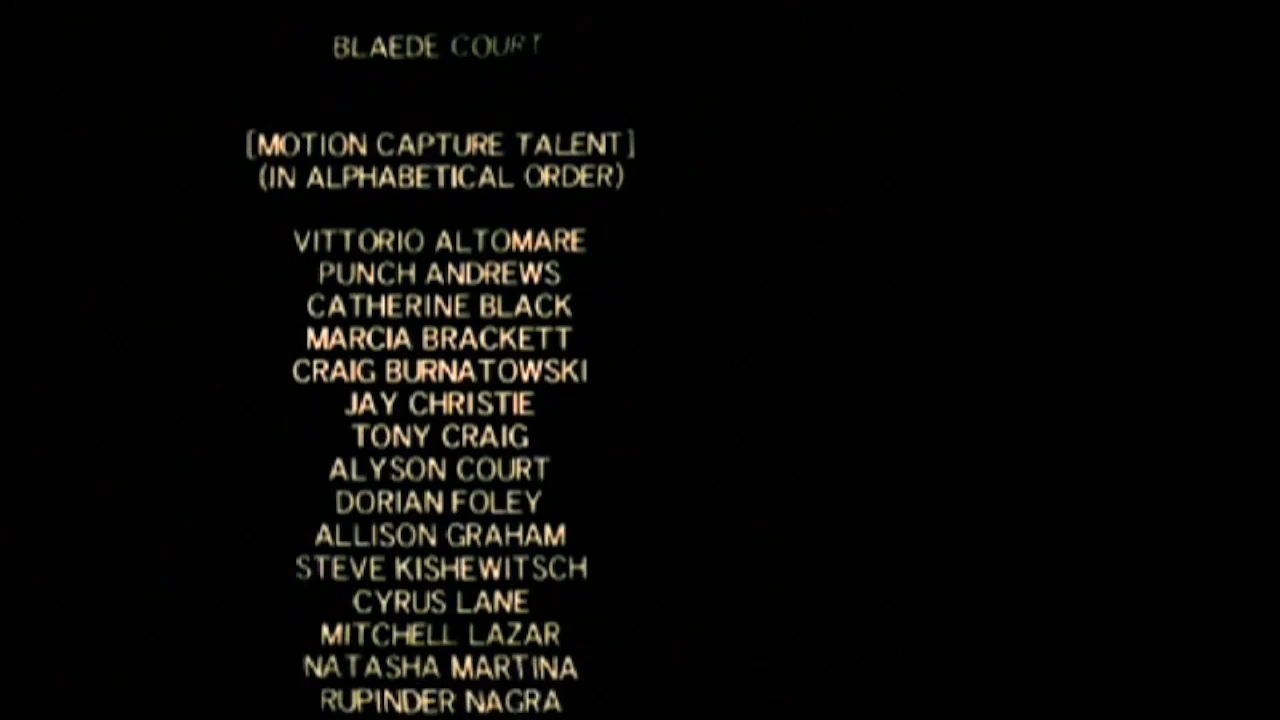 BLAEDE COURT
[MOTION CAPTURE TALENT]
(IN ALPHABETICAL ORDER)
VITTORIO ALTOMARE
PUNCH ANDREWS
CATHERINE BLACK
MARCIA BRACKETT
CRAIG BURNATOWSKI
JAY CHRISTIE
TONY CRAIG
ALYSON COURT
DORIAN FOLEY
ALLISON GRAHAM
STEVE KISHEWITSCH
CYRUS LANE
MITCHELL LAZAR
NATASHA MARTINA
RUPINDER NAGRA